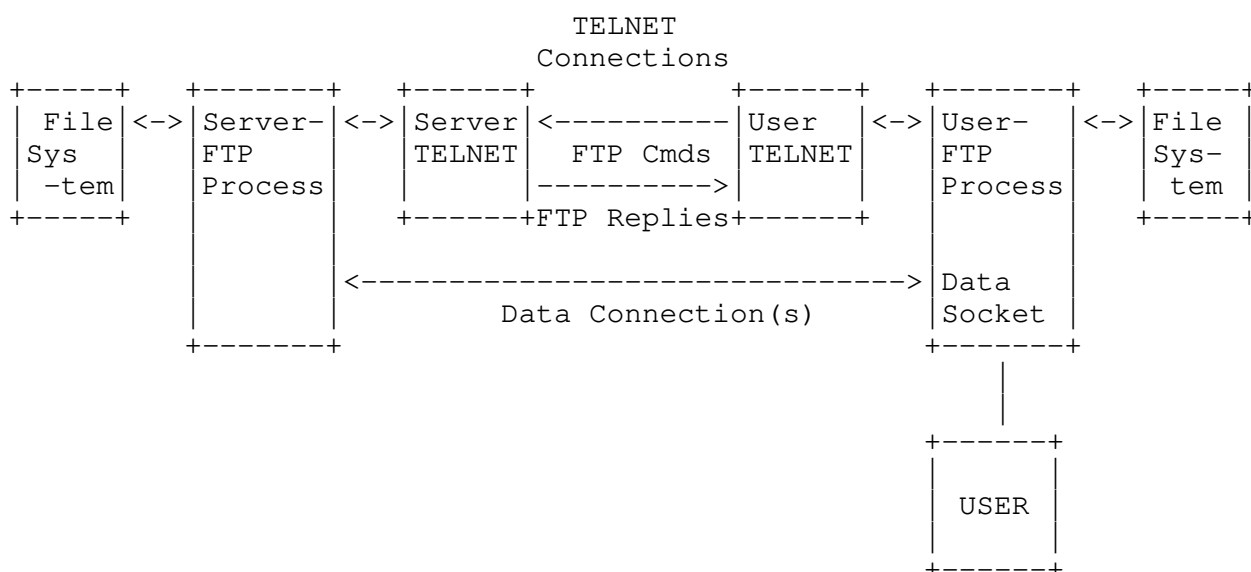 TELNET
                                    Connections
+-----+    +-------+    +------+              +------+    +-------+    +-----+
| File|<->|Server-|<->|Server|<----------|User  |<->|User-  |<->|File |
|Sys  |   |FTP    |   |TELNET|  FTP Cmds |TELNET|   |FTP    |   |Sys- |
| -tem|   |Process|   |      |---------->|      |   |Process|   | tem |
+-----+   |       |   +------+FTP Replies+------+   |       |   +-----+
          |       |                                 |       |
          |       |<------------------------------->|Data   |
          |       |        Data Connection(s)       |Socket |
          +-------+                                 +-------+
                                                        |
                                                        |
                                                    +------+
                                                    |      |
                                                    | USER |
                                                    |      |
                                                    +------+